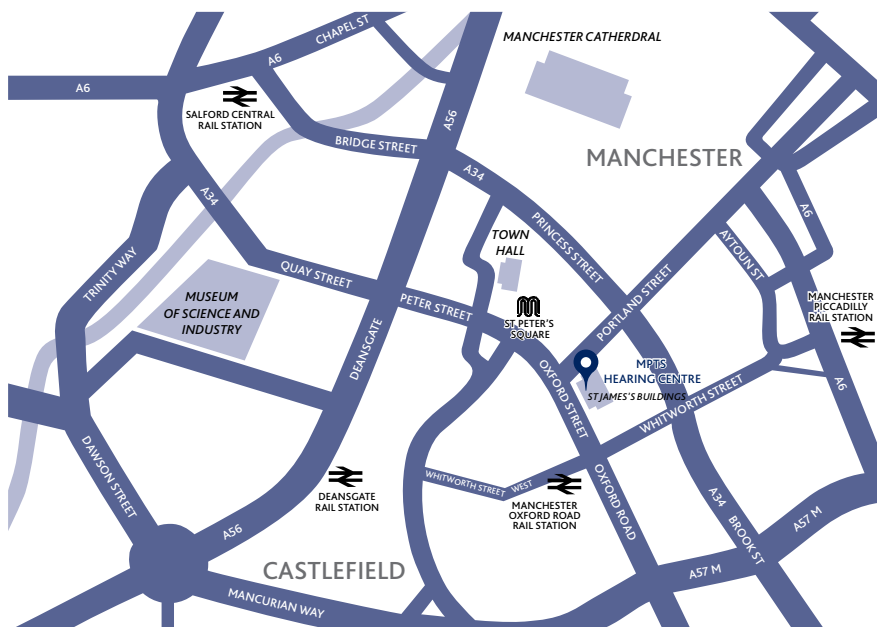 MANCHESTER CATHERDRAL
CHAPEL ST
A6
A6
SALFORD CENTRAL
RAIL STATION
A56
BRIDGE STREET
MANCHESTER
A34
A34
A6
PRINCESS STREET
AYTOUN ST
TOWN
HALL
TRINITY WAY
QUAY STREET
PETER STREET
PORTLAND STREET
MUSEUM
OF SCIENCE AND
INDUSTRY
ST PETER'S
SQUARE
MANCHESTER
PICCADILLY
RAIL STATION
DEANSGATE
OXFORD STREET
MPTS
HEARING CENTRE
ST JAMES'S BUILDINGS
A6
WHITWORTH STREET
DAWSON STREET
WHITWORTH STREET WEST
OXFORD ROAD
DEANSGATE
RAIL STATION
MANCHESTER
OXFORD ROAD
RAIL STATION
A34
BROOK ST
A57 M
A56
CASTLEFIELD
A57 M
MANCURIAN WAY